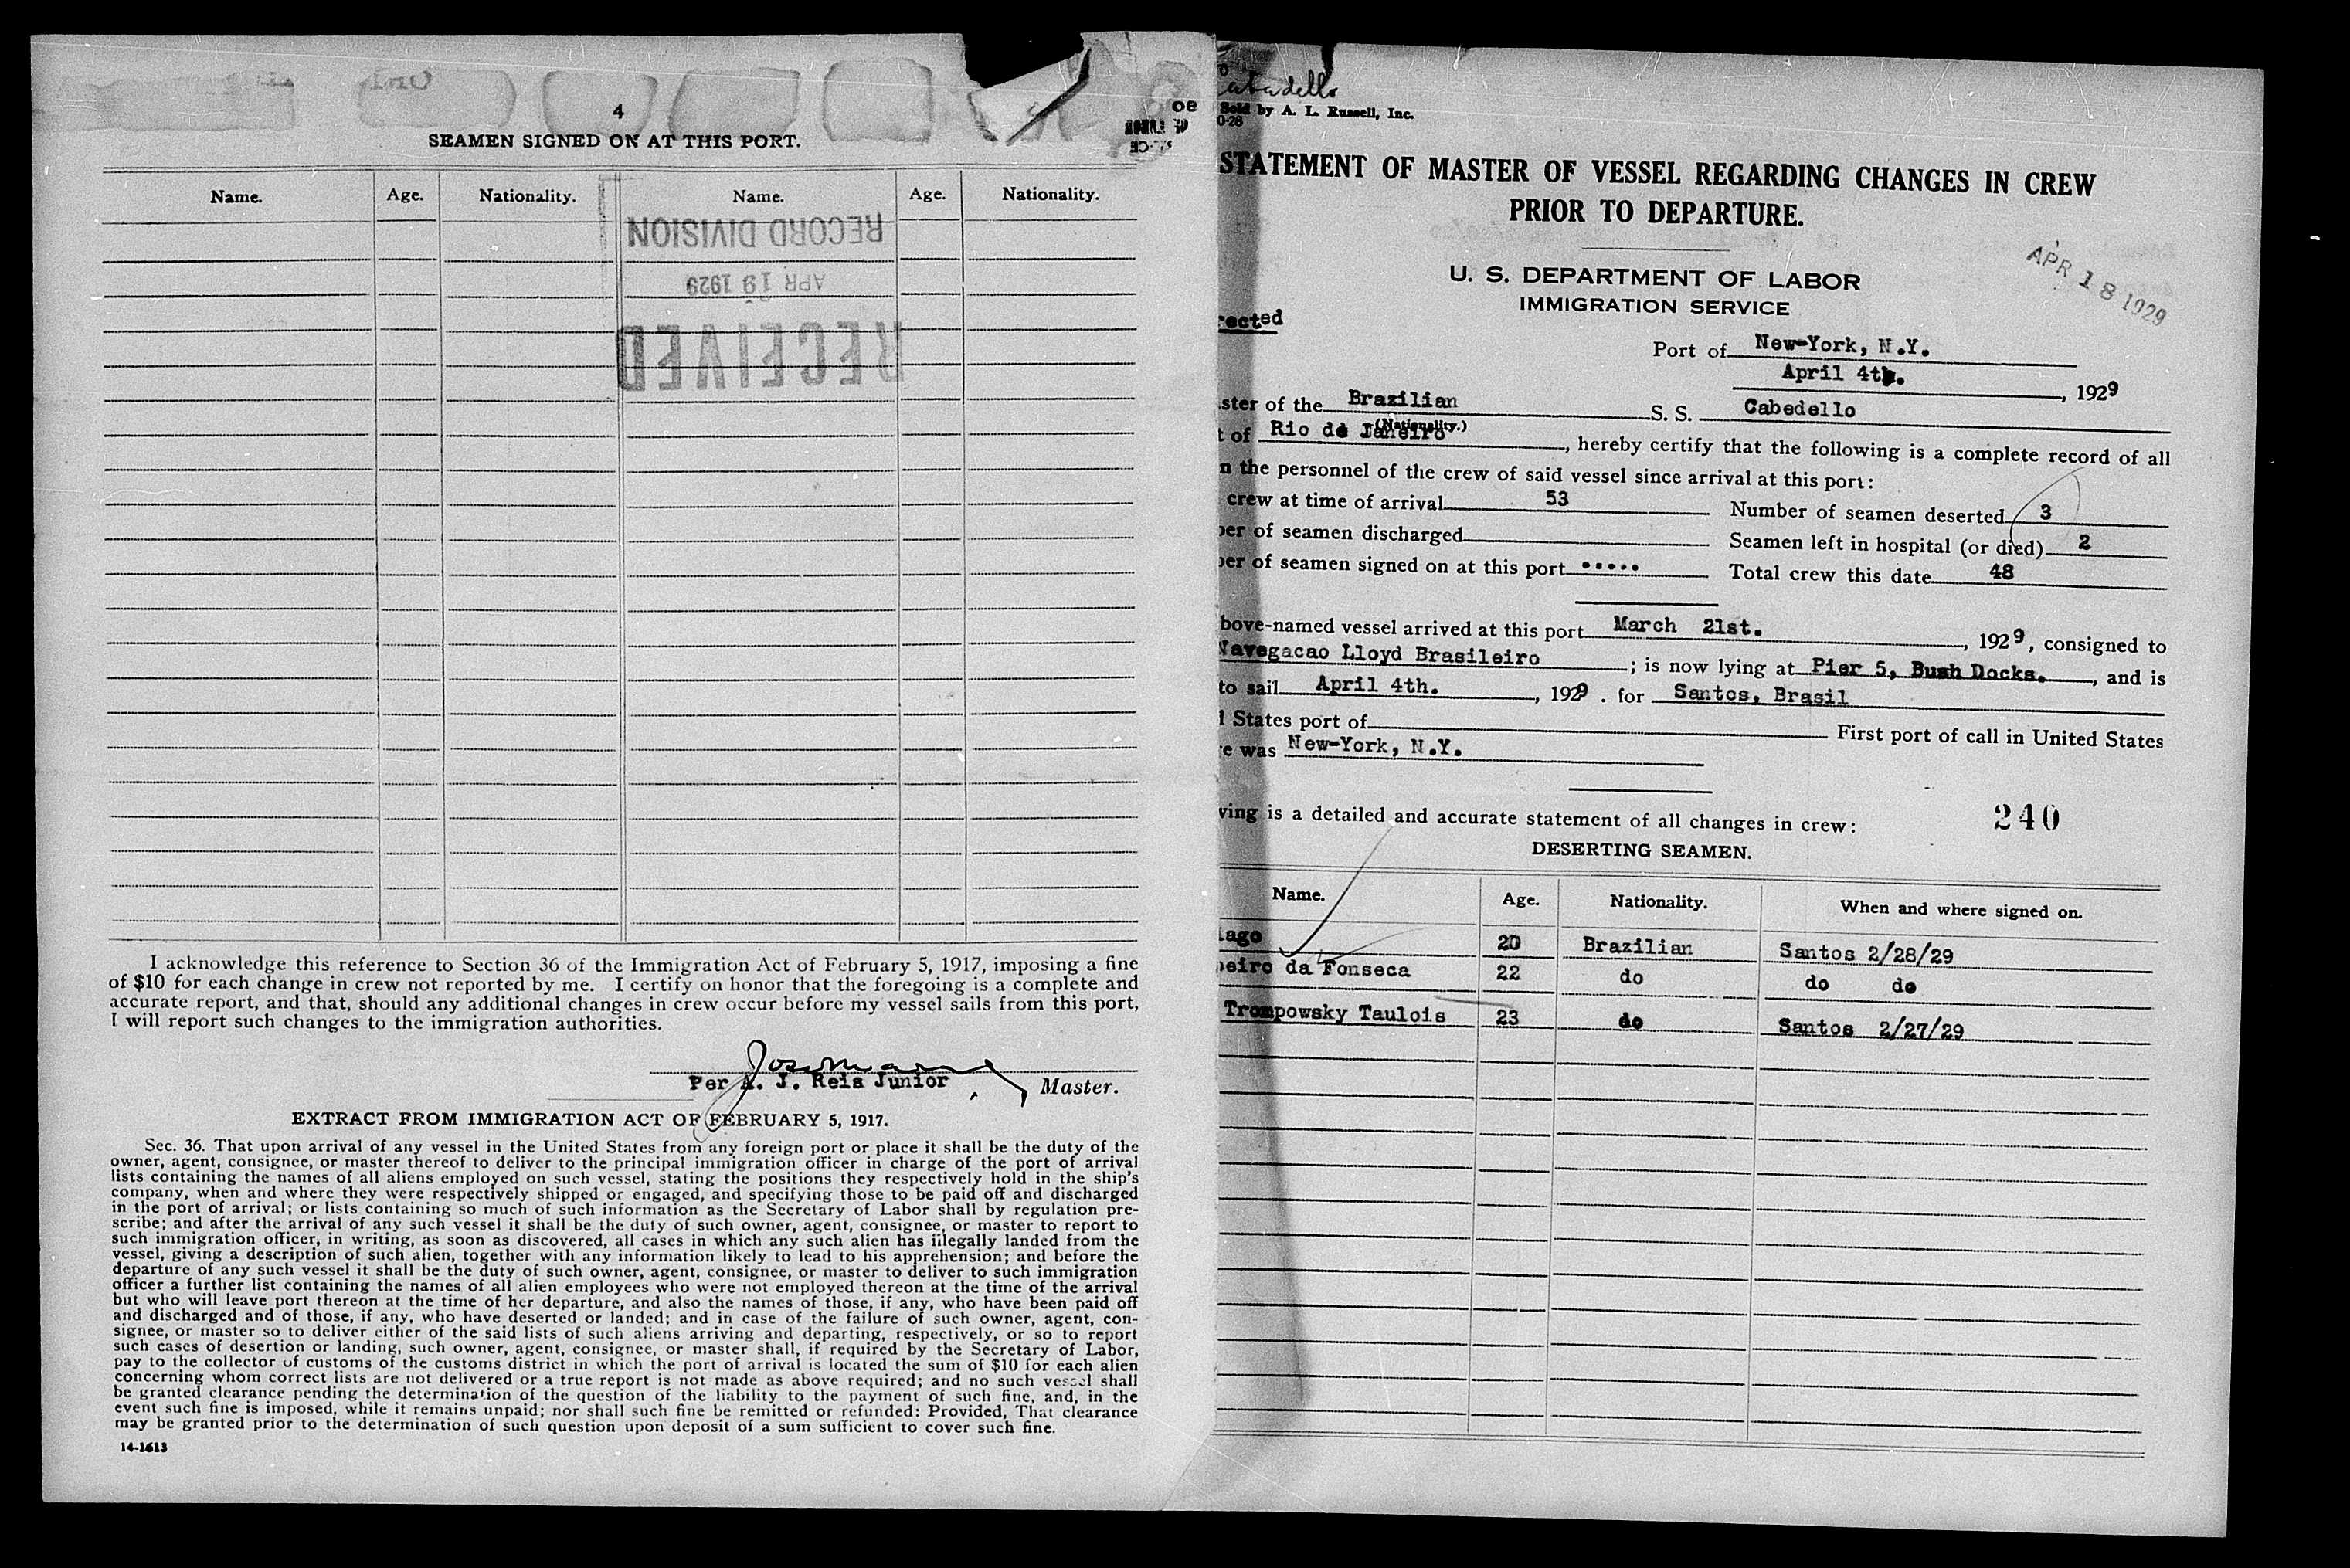 4
SEAMEN SIGNED ON AT THIS PORT.
Name. Age. Nationality. Name. Age. Nationality.
RECORD DIVISION
APR 19 1929
RECEIVED
I acknowledge this reference to Section 36 of the Immigration Act of February 5, 1917, imposing a fine
of $10 for each change in crew not reported by me. I certify on honor that the foregoing is a complete and
accurate report, and that, should any additional changes in crew occur before my vessel sails from this port,
I will report such changes to the immigration authorities.
Per A. J. Reis Junior Master.
EXTRACT FROM IMMIGRATION ACT OF FEBRUARY 5, 1917.
Sec. 36. That upon arrival of any vessel in the United States from any foreign port or place it shall be the duty of the
owner, agent, consignee, or master thereof to deliver to the principal immigration officer in charge of the port of arrival
lists containing the names of all aliens employed on such vessel, stating the positions they respectively hold in the ship's
company, when and where they were respectively shipped or engaged, and specifying those to be paid off and discharged
in the port of arrival; or lists containing so much of such information as the Secretary of Labor shall by regulation pre-
scribe; and after the arrival of any such vessel it shall be the duty of such owner, agent, consignee, or master to report to
such immigration officer, in writing, as soon as discovered, all cases in which any such alien has illegally landed from the
vessel, giving a description of such alien, together with any information likely to lead to his apprehension; and before the
departure of any such vessel it shall be the duty of such owner, agent, consignee, or master to deliver to such immigration
officer a further list containing the names of all alien employees who were not employed thereon at the time of the arrival
but who will leave port thereon at the time of her departure, and also the names of those, if any, who have been paid off
and discharged and of those, if any, who have deserted or landed; and in case of the failure of such owner, agent, con-
signee, or master so to deliver either of the said lists of such aliens arriving and departing, respectively, or so to report
such cases of desertion or landing, such owner, agent, consignee, or master shall, if required by the Secretary of Labor,
pay to the collector of customs of the customs district in which the port of arrival is located the sum of $10 for each alien
concerning whom correct lists are not delivered or a true report is not made as above required; and no such vessel shall
be granted clearance pending the determination of the question of the liability to the payment of such fine, and, in the
event such fine is imposed, while it remains unpaid; nor shall such fine be remitted or refunded: Provided, That clearance
may be granted prior to the determination of such question upon deposit of a sum sufficient to cover such fine.
14-1613
Sold by A. L. Russell, Inc.
0-28
STATEMENT OF MASTER OF VESSEL REGARDING CHANGES IN CREW
PRIOR TO DEPARTURE.
U. S. DEPARTMENT OF LABOR
IMMIGRATION SERVICE
APR 18 1929
rected
Port of New-York, N.Y.
April 4th. , 1929
ster of the Brazilian S. S. Cabedello
(Nationality.)
t of Rio de Janeiro , hereby certify that the following is a complete record of all
n the personnel of the crew of said vessel since arrival at this port:
crew at time of arrival 53 Number of seamen deserted 3
ber of seamen discharged Seamen left in hospital (or died) 2
ber of seamen signed on at this port ..... Total crew this date 48
bove-named vessel arrived at this port March 21st. , 1929, consigned to
Navegacao Lloyd Brasileiro ; is now lying at Pier 5, Bush Docks. , and is
to sail April 4th. , 1929 . for Santos, Brasil
l States port of First port of call in United States
e was New-York, N.Y.
ving is a detailed and accurate statement of all changes in crew:
240
DESERTING SEAMEN.
Name. Age. Nationality. When and where signed on.
iago 20 Brazilian Santos 2/28/29
beiro da Fonseca 22 do do do
Trompowsky Taulois 23 do Santos 2/27/29